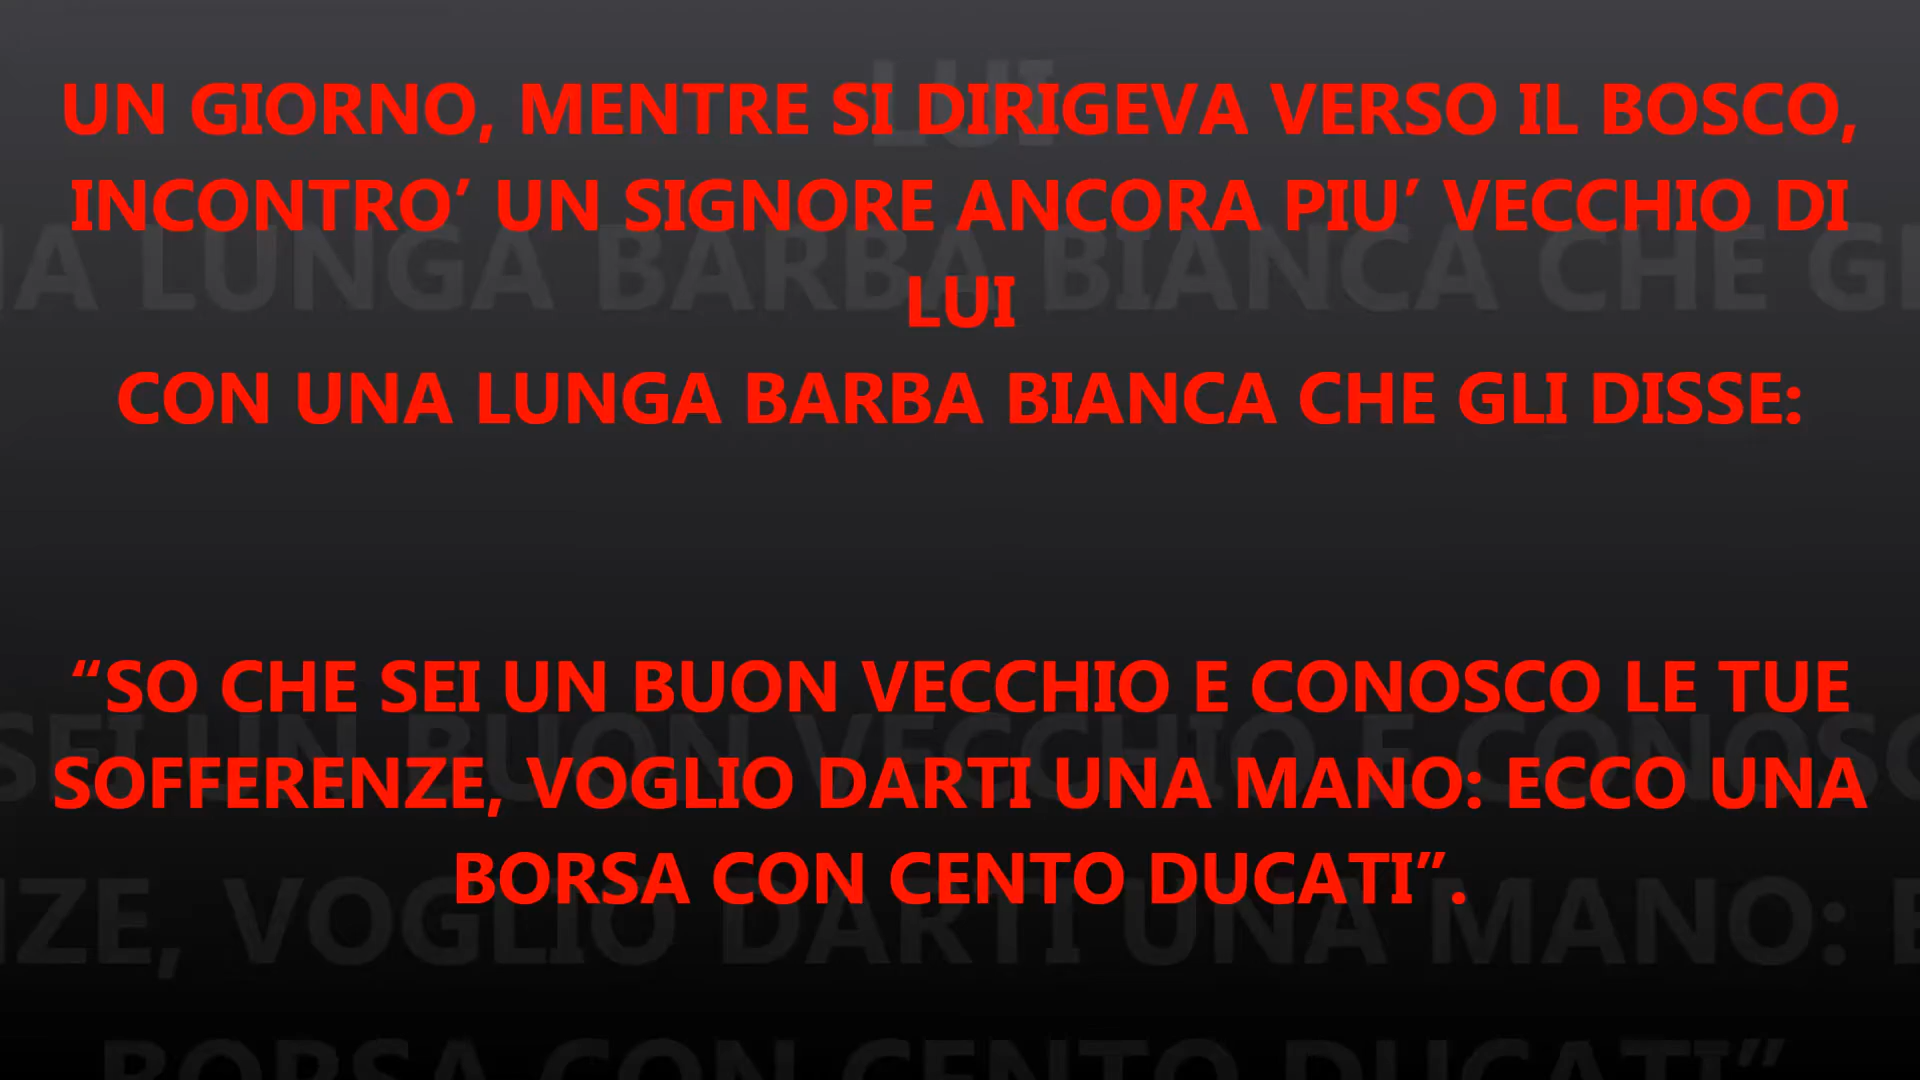 UN GIORNO, MENTRE SI DIRIGEVA VERSO IL BOSCO,
INCONTRO’ UN SIGNORE ANCORA PIU’ VECCHIO DI
LUI
CON UNA LUNGA BARBA BIANCA CHE GLI DISSE:
“SO CHE SEI UN BUON VECCHIO E CONOSCO LE TUE
SOFFERENZE, VOGLIO DARTI UNA MANO: ECCO UNA
BORSA CON CENTO DUCATI”.